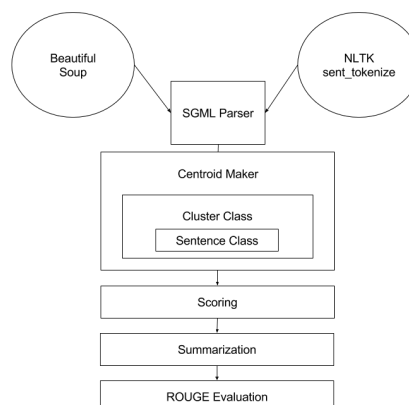 Beautiful
Soup
NLTK
sent_tokenize
SGML Parser
Centroid Maker
Cluster Class
Sentence Class
Scoring
Summarization
ROUGE Evaluation